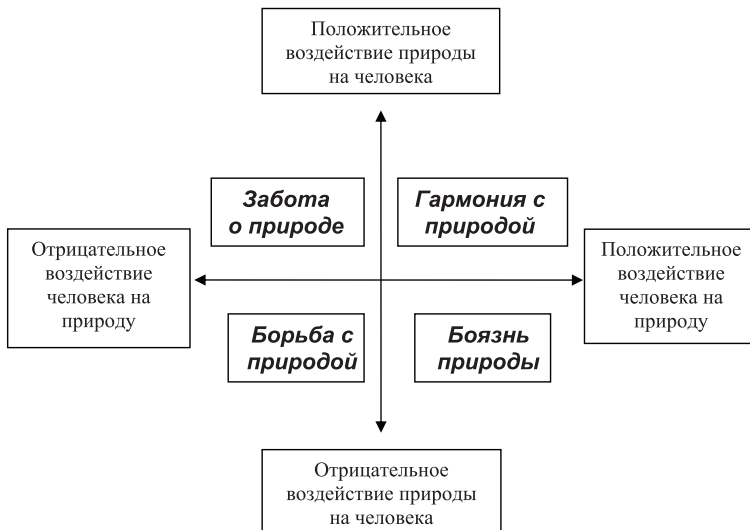 Положительное
воздействие природы
на человека
Забота
о природе
Гармония с
природой
Отрицательное
воздействие
человека на
природу
Положительное
воздействие
человека на
природу
Борьба с
природой
Боязнь
природы
Отрицательное
воздействие природы
на человека